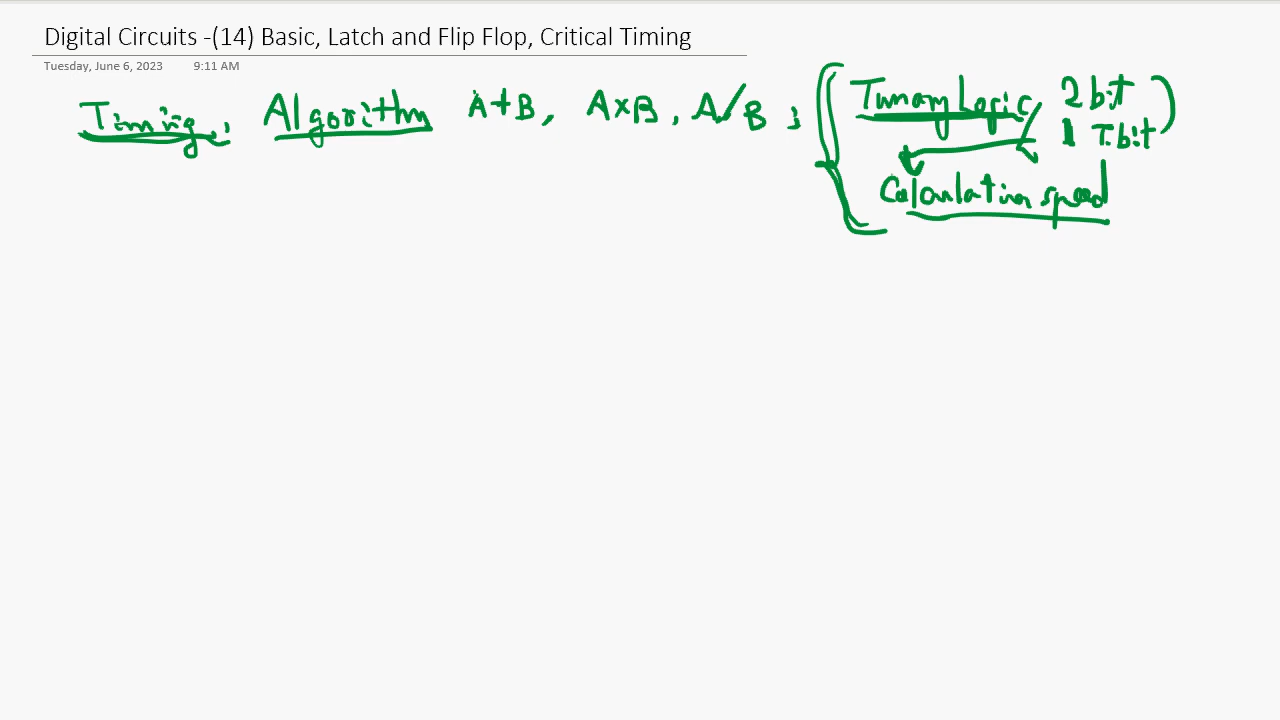 Digital Circuits -(14) Basic, Latch and Flip Flop, Critical Timing
Tuesday, June 6, 2023 9:11 AM
Timing, Algorithm A+B, A×B, A/B ; ( Tunary Logic / 2 bit )
1 T.bit
Calculation speed